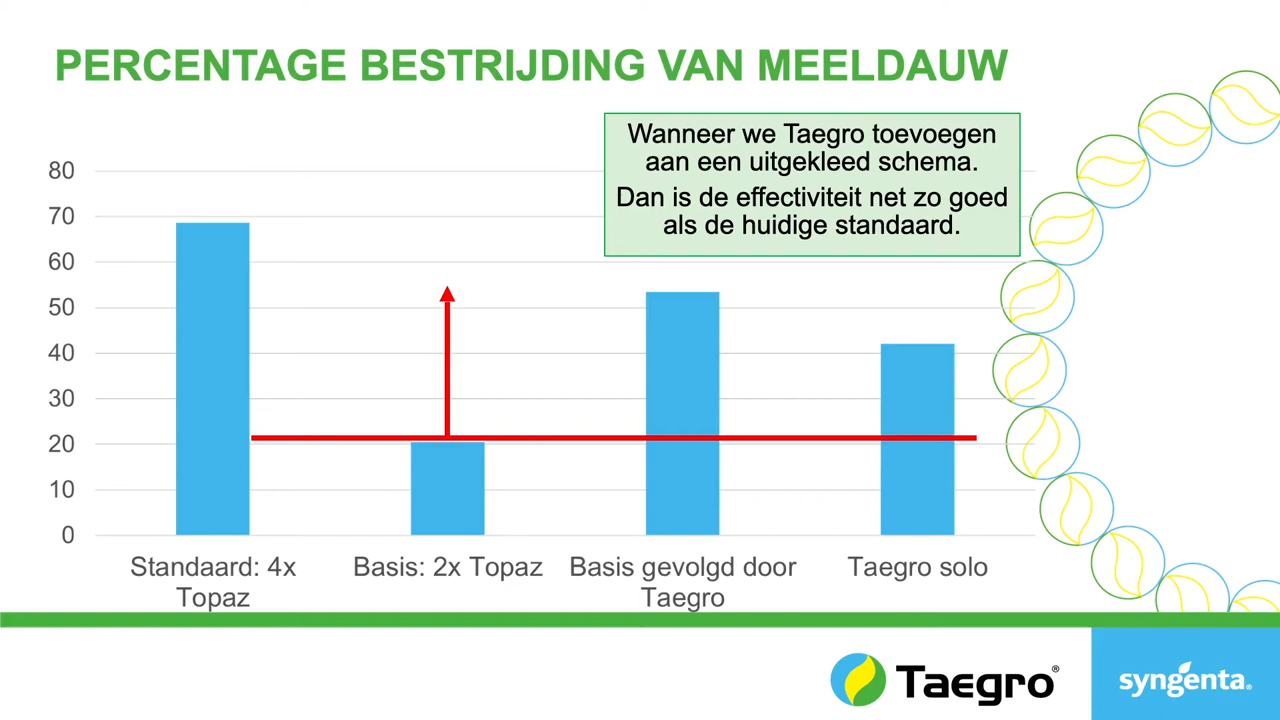 PERCENTAGE BESTRIJDING VAN MEELDAUW
Wanneer we Taegro toevoegen
aan een uitgekleed schema.
Dan is de effectiviteit net zo goed
als de huidige standaard.
80
70
60
50
40
30
20
10
0
Standaard: 4x
Topaz
Basis: 2x Topaz
Basis gevolgd door
Taegro
Taegro solo
Taegro®
syngenta®